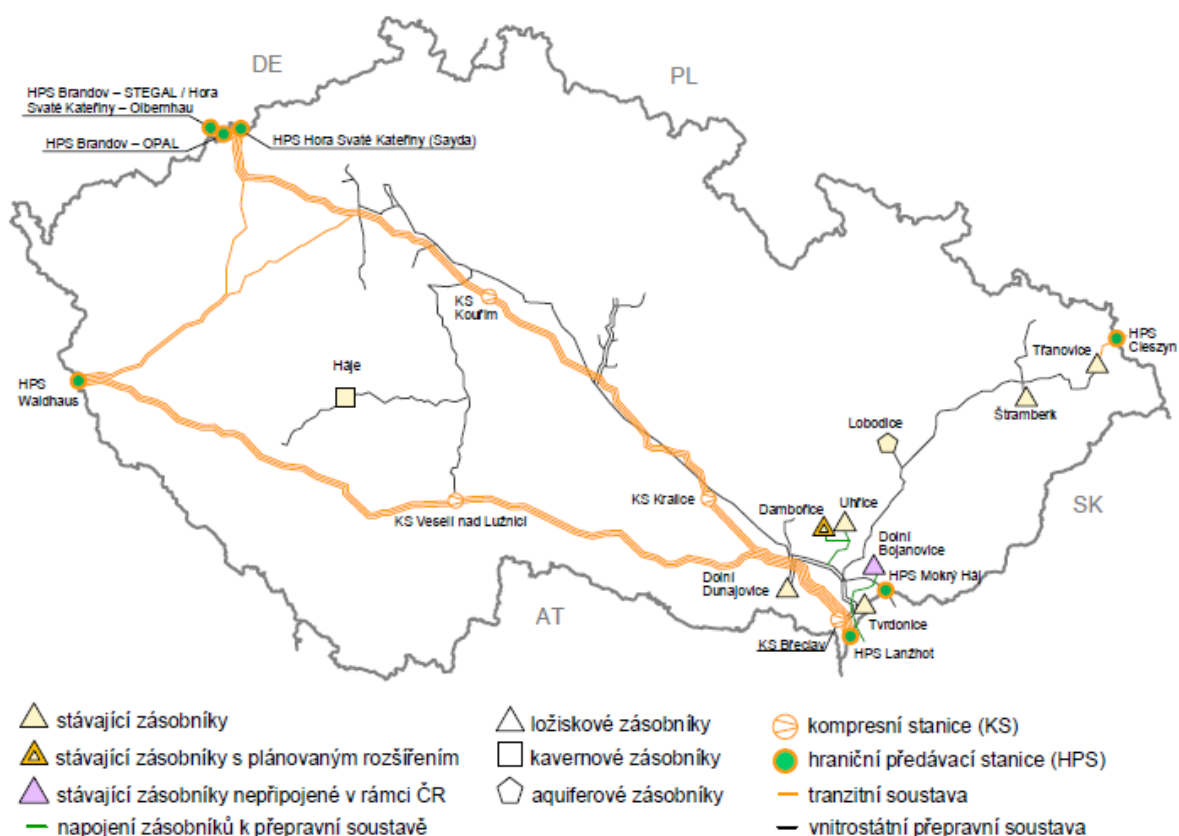 DE
PL
HPS Brandov – STEGAL / Hora
Svaté Kateřiny – Olbernhau
HPS Brandov – OPAL
HPS Hora Svaté Kateřiny (Sayda)
KS
Kouřim
HPS
Cieszyn
Třanovice
Háje
HPS
Waidhaus
Štramberk
Lobodice
KS Kralice
Dambořice
Uhřice
SK
KS Veselí nad Lužnicí
Dolní
Bojanovice
HPS Mokrý Háj
Dolní
Dunajovice
AT
Tvrdonice
KS Břeclav
HPS Lanžhot
stávající zásobníky
ložiskové zásobníky
kompresní stanice (KS)
stávající zásobníky s plánovaným rozšířením
kavernové zásobníky
hraniční předávací stanice (HPS)
stávající zásobníky nepřipojené v rámci ČR
aquiferové zásobníky
tranzitní soustava
napojení zásobníků k přepravní soustavě
vnitrostátní přepravní soustava